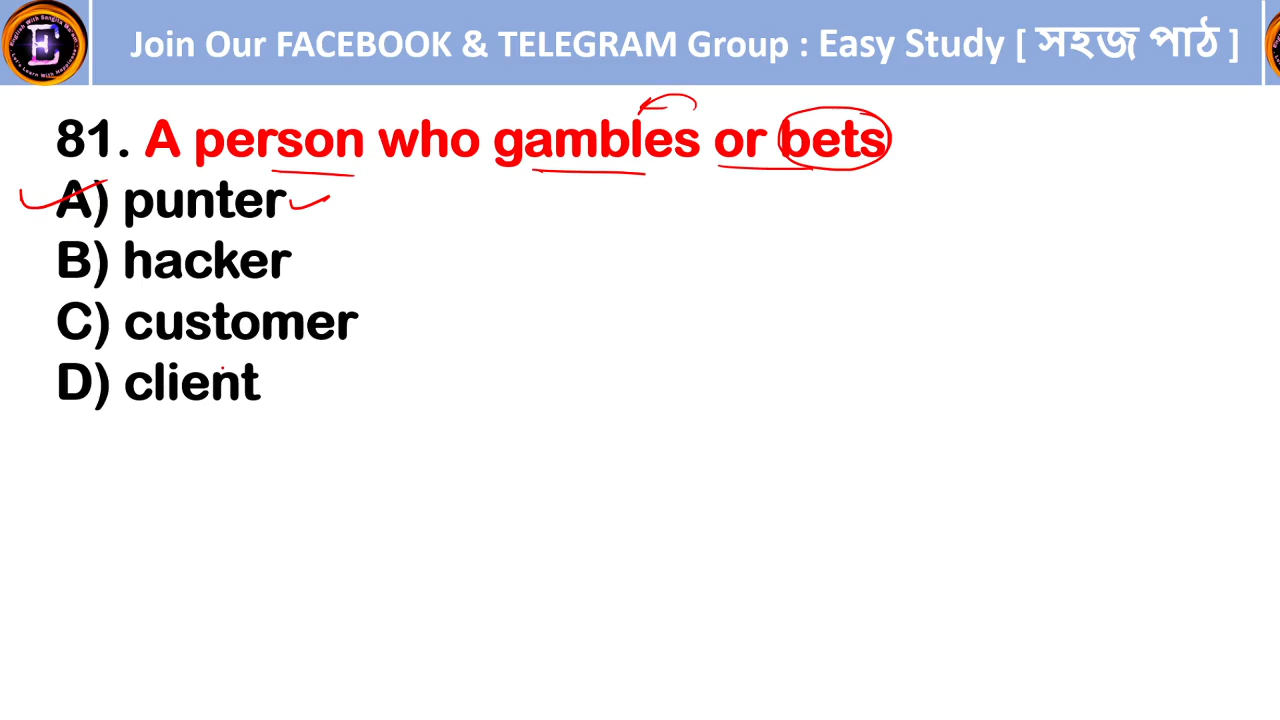 Join Our FACEBOOK & TELEGRAM Group : Easy Study [ সহজ পাঠ ]
E
81. A person who gambles or bets
A) punter
B) hacker
C) customer
D) client